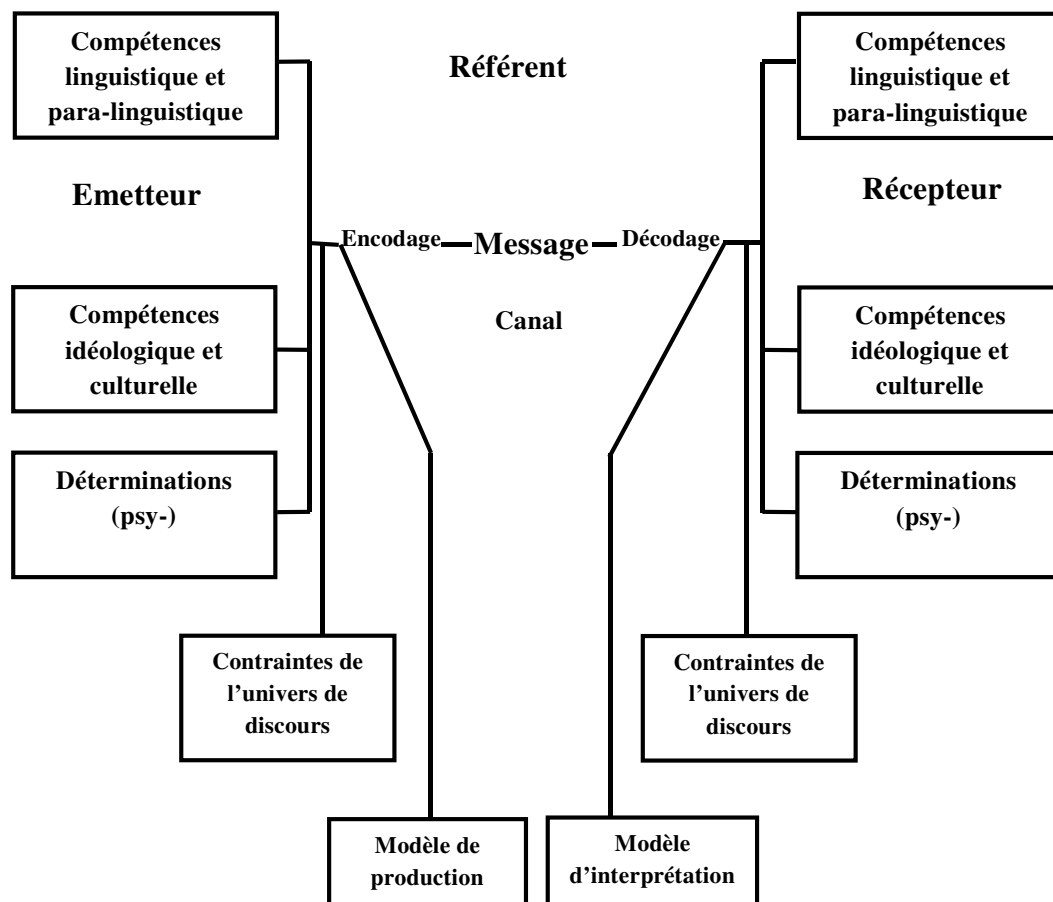 Compétences
linguistique et
para-linguistique
Référent
Compétences
linguistique et
para-linguistique
Emetteur
Récepteur
Encodage
Message
Décodage
Canal
Compétences
idéologique et
culturelle
Compétences
idéologique et
culturelle
Déterminations
(psy-)
Déterminations
(psy-)
Contraintes de
l’univers de
discours
Contraintes de
l’univers de
discours
Modèle de
production
Modèle
d’interprétation